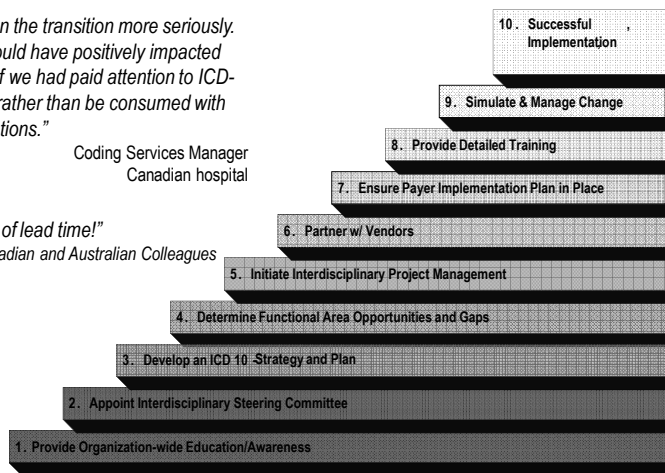 n the transition more seriously.
ould have positively impacted
f we had paid attention to ICD-
rather than be consumed with
tions.”
Coding Services Manager
Canadian hospital
of lead time!”
adian and Australian Colleagues
10. Successful ,
Implementation
9. Simulate & Manage Change
8. Provide Detailed Training
7. Ensure Payer Implementation Plan in Place
6. Partner w/ Vendors
5. Initiate Interdisciplinary Project Management
4. Determine Functional Area Opportunities and Gaps
3. Develop an ICD 10 -Strategy and Plan
2. Appoint Interdisciplinary Steering Committee
1. Provide Organization-wide Education/Awareness